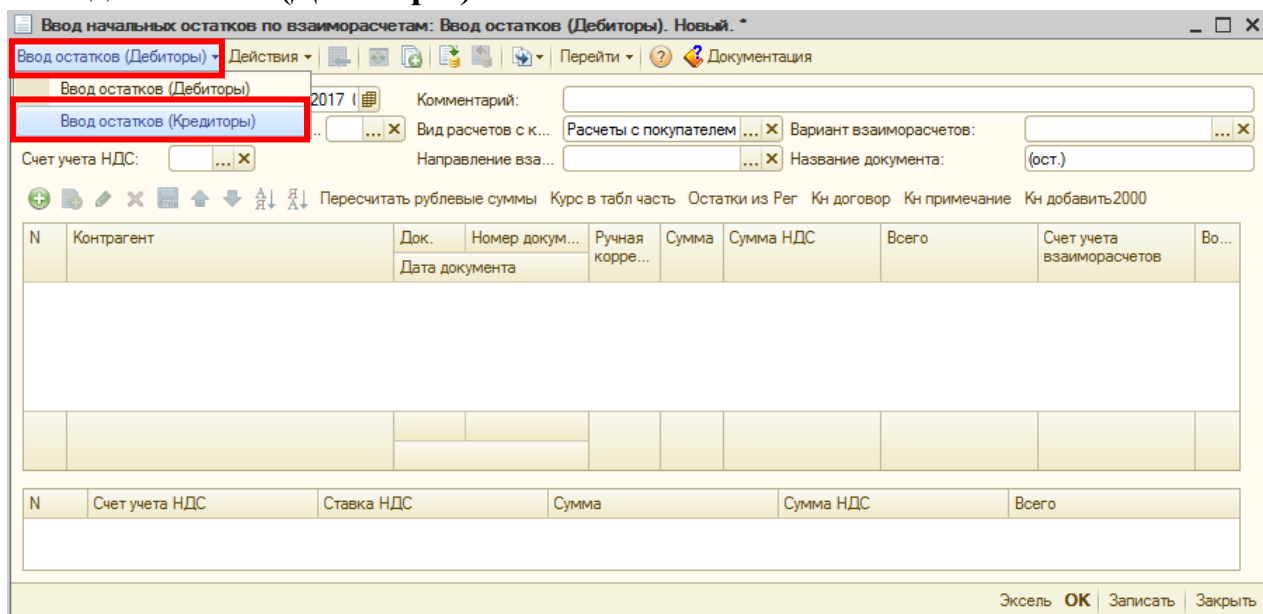 Ввод начальных остатков по взаиморасчетам: Ввод остатков (Дебиторы). Новый. *
Ввод остатков (Дебиторы) Действия Перейти Документация
Ввод остатков (Дебиторы)
2017 ( Комментарий:
Ввод остатков (Кредиторы)
... Вид расчетов с к... Расчеты с покупателем ... Вариант взаиморасчетов: ...
Счет учета НДС: ... Направление вза... ... Название документа: (ост.)
Пересчитать рублевые суммы Курс в табл часть Остатки из Рег Кн договор Кн примечание Кн добавить2000
N Контрагент Док. Номер докум... Ручная Сумма Сумма НДС Всего Счет учета Во...
Дата документа корре... взаиморасчетов
N Счет учета НДС Ставка НДС Сумма Сумма НДС Всего
Эксель OK Записать Закрыть